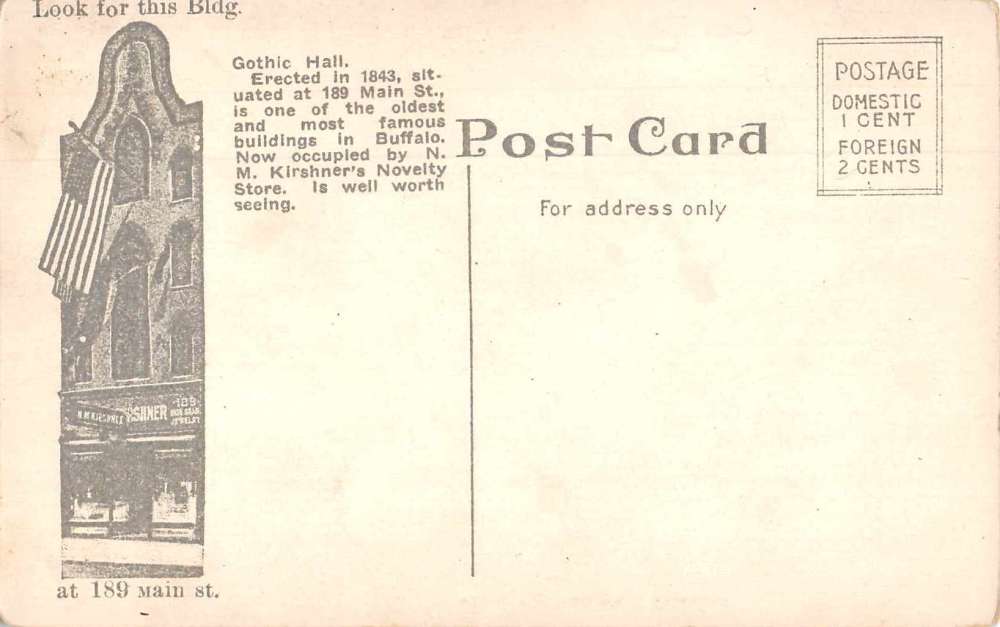 Look for this Bldg.
Gothic Hall.
Erected in 1843, sit-
uated at 189 Main St.,
is one of the oldest
and most famous
buildings in Buffalo.
Now occupied by N.
M. Kirshner's Novelty
Store. Is well worth
seeing.
Post Card
For address only
POSTAGE
DOMESTIC
1 CENT
FOREIGN
2 CENTS
N.M.KIRSHNER
SHNER
189
JEWELRY
at 189 Main st.